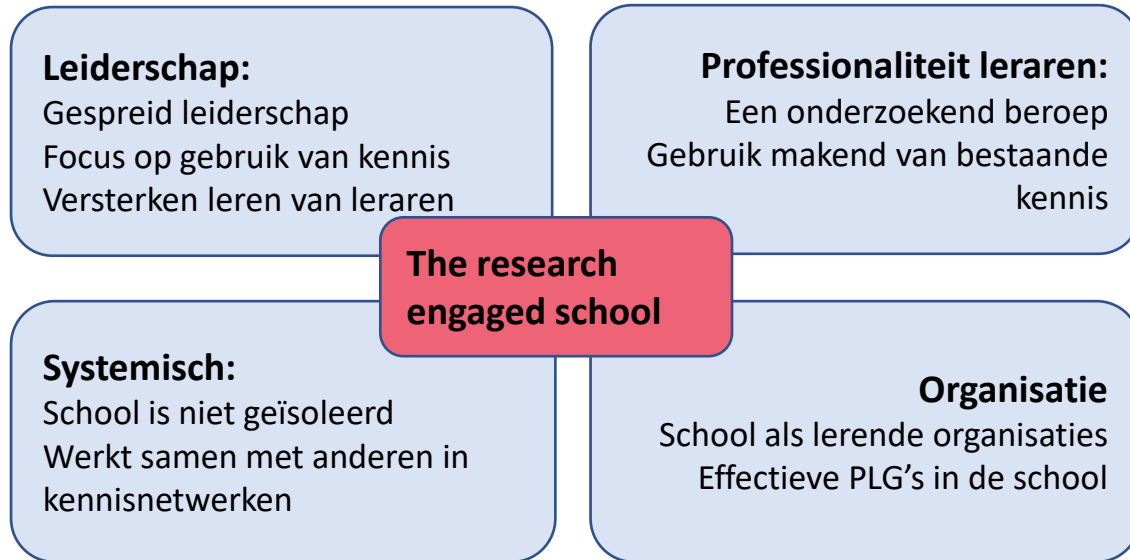 Leiderschap:
Gespreid leiderschap
Focus op gebruik van kennis
Versterken leren van leraren
Professionaliteit leraren:
Een onderzoekend beroep
Gebruik makend van bestaande
kennis
The research
engaged school
Systemisch:
School is niet geïsoleerd
Werkt samen met anderen in
kennisnetwerken
Organisatie
School als lerende organisaties
Effectieve PLG’s in de school